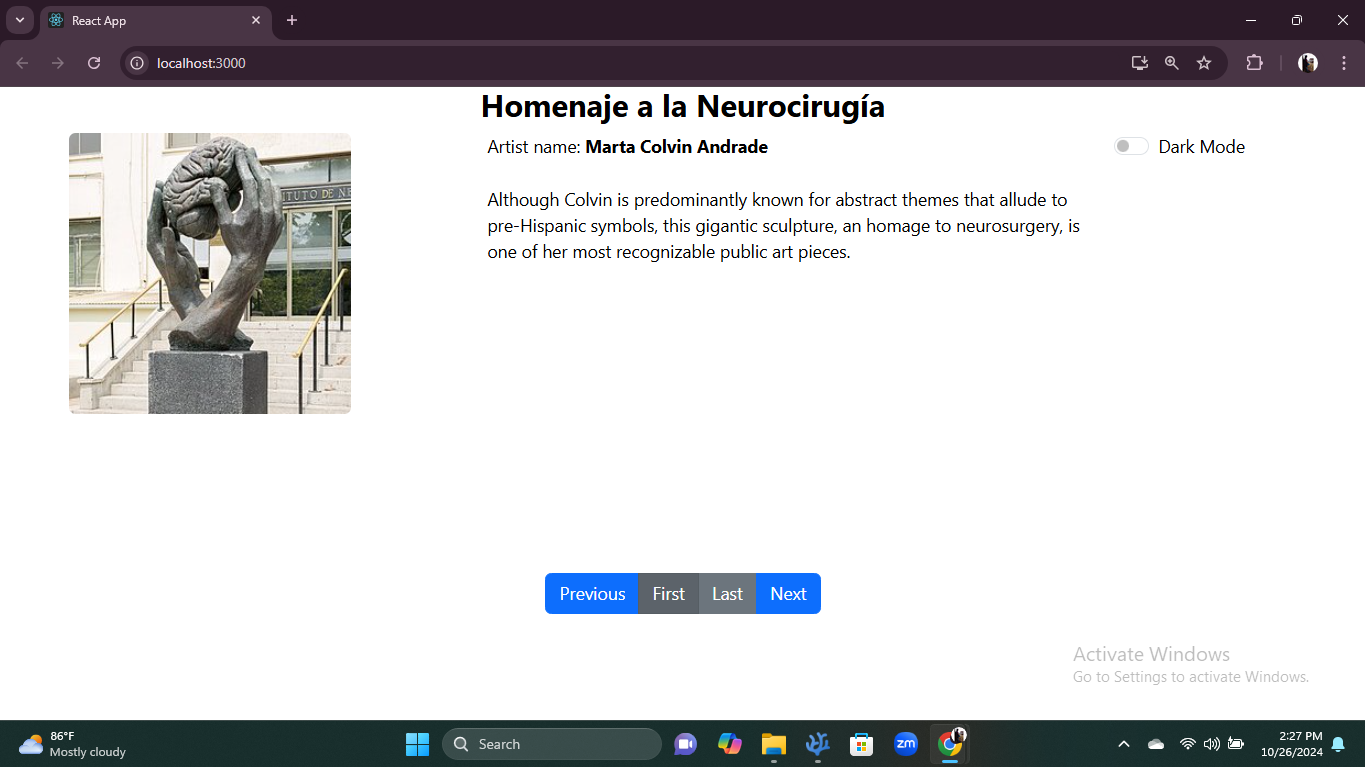 React App
localhost:3000
Homenaje a la Neurocirugía
Artist name: Marta Colvin Andrade
Dark Mode
Although Colvin is predominantly known for abstract themes that allude to
pre-Hispanic symbols, this gigantic sculpture, an homage to neurosurgery, is
one of her most recognizable public art pieces.
TUTO DE NE
Previous
First
Last
Next
Activate Windows
Go to Settings to activate Windows.
86°F
Mostly cloudy
Search
zm
2:27 PM
10/26/2024